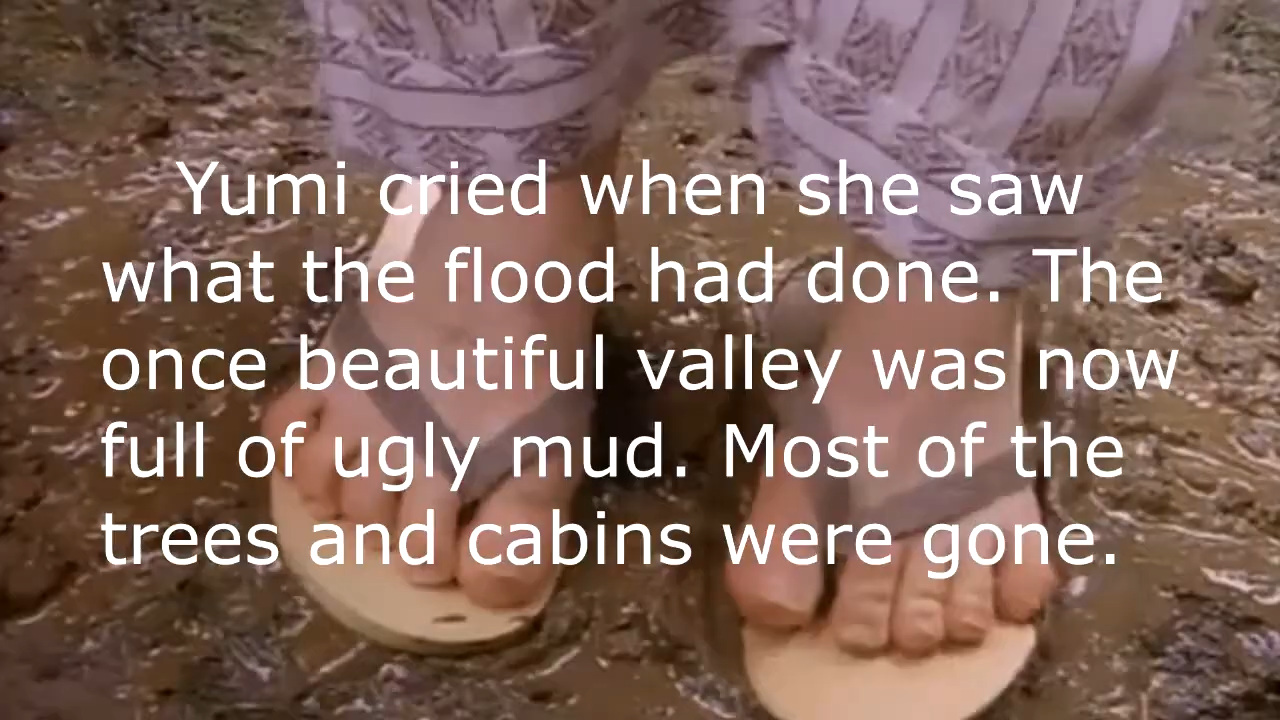 Yumi cried when she saw
what the flood had done. The
once beautiful valley was now
full of ugly mud. Most of the
trees and cabins were gone.